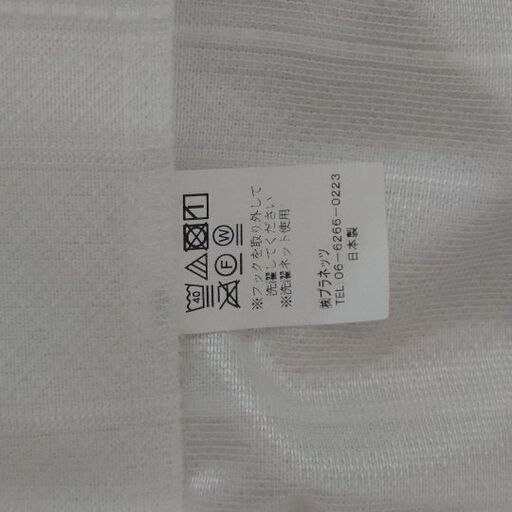 40
F W
※フックを取り外して
洗濯してください
※洗濯ネット使用
㈱プラネッツ
TEL:06-6266-0223
日本製